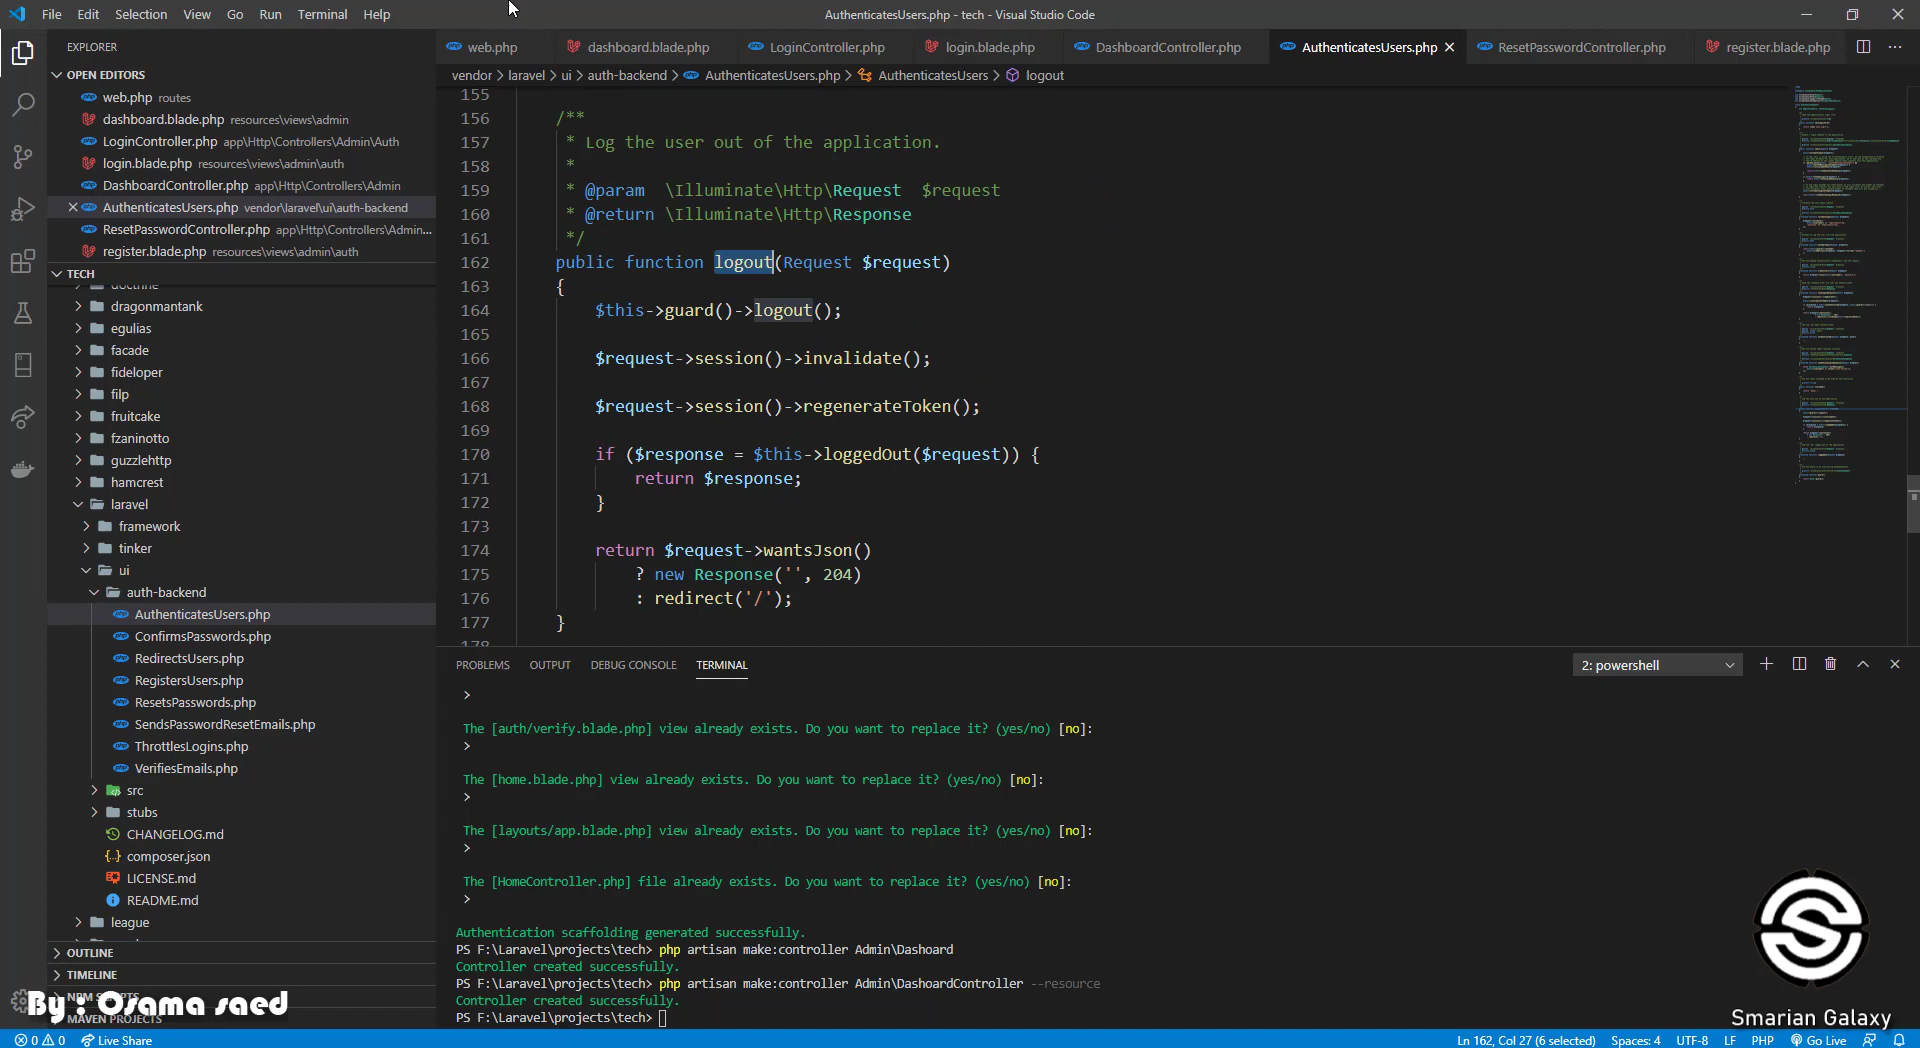 File Edit Selection View Go Run Terminal Help
AuthenticatesUsers.php - tech - Visual Studio Code
EXPLORER
OPEN EDITORS
web.php routes
dashboard.blade.php resources\views\admin
LoginController.php app\Http\Controllers\Admin\Auth
login.blade.php resources\views\admin\auth
DashboardController.php app\Http\Controllers\Admin
AuthenticatesUsers.php vendor\laravel\ui\auth-backend
ResetPasswordController.php app\Http\Controllers\Admin...
register.blade.php resources\views\admin\auth
TECH
doctrine
dragonmantank
egulias
facade
fideloper
filp
fruitcake
fzaninotto
guzzlehttp
hamcrest
laravel
framework
tinker
ui
auth-backend
AuthenticatesUsers.php
ConfirmsPasswords.php
RedirectsUsers.php
RegistersUsers.php
ResetsPasswords.php
SendsPasswordResetEmails.php
ThrottlesLogins.php
VerifiesEmails.php
src
stubs
CHANGELOG.md
composer.json
LICENSE.md
README.md
league
OUTLINE
TIMELINE
NPM SCRIPTS
MAVEN PROJECTS
By : Osama saed
web.php dashboard.blade.php LoginController.php login.blade.php DashboardController.php AuthenticatesUsers.php ResetPasswordController.php register.blade.php
vendor > laravel > ui > auth-backend > AuthenticatesUsers.php > AuthenticatesUsers > logout
155
156 /**
157 * Log the user out of the application.
158 *
159 * @param \Illuminate\Http\Request $request
160 * @return \Illuminate\Http\Response
161 */
162 public function logout(Request $request)
163 {
164 $this->guard()->logout();
165
166 $request->session()->invalidate();
167
168 $request->session()->regenerateToken();
169
170 if ($response = $this->loggedOut($request)) {
171 return $response;
172 }
173
174 return $request->wantsJson()
175 ? new Response('', 204)
176 : redirect('/');
177 }
178
PROBLEMS OUTPUT DEBUG CONSOLE TERMINAL 2: powershell
>
The [auth/verify.blade.php] view already exists. Do you want to replace it? (yes/no) [no]:
>
The [home.blade.php] view already exists. Do you want to replace it? (yes/no) [no]:
>
The [layouts/app.blade.php] view already exists. Do you want to replace it? (yes/no) [no]:
>
The [HomeController.php] file already exists. Do you want to replace it? (yes/no) [no]:
>
Authentication scaffolding generated successfully.
PS F:\Laravel\projects\tech> php artisan make:controller Admin\Dashoard
Controller created successfully.
PS F:\Laravel\projects\tech> php artisan make:controller Admin\DashoardController --resource
Controller created successfully.
PS F:\Laravel\projects\tech>
Smarian Galaxy
0 0 Live Share Ln 162, Col 27 (6 selected) Spaces: 4 UTF-8 LF PHP Go Live